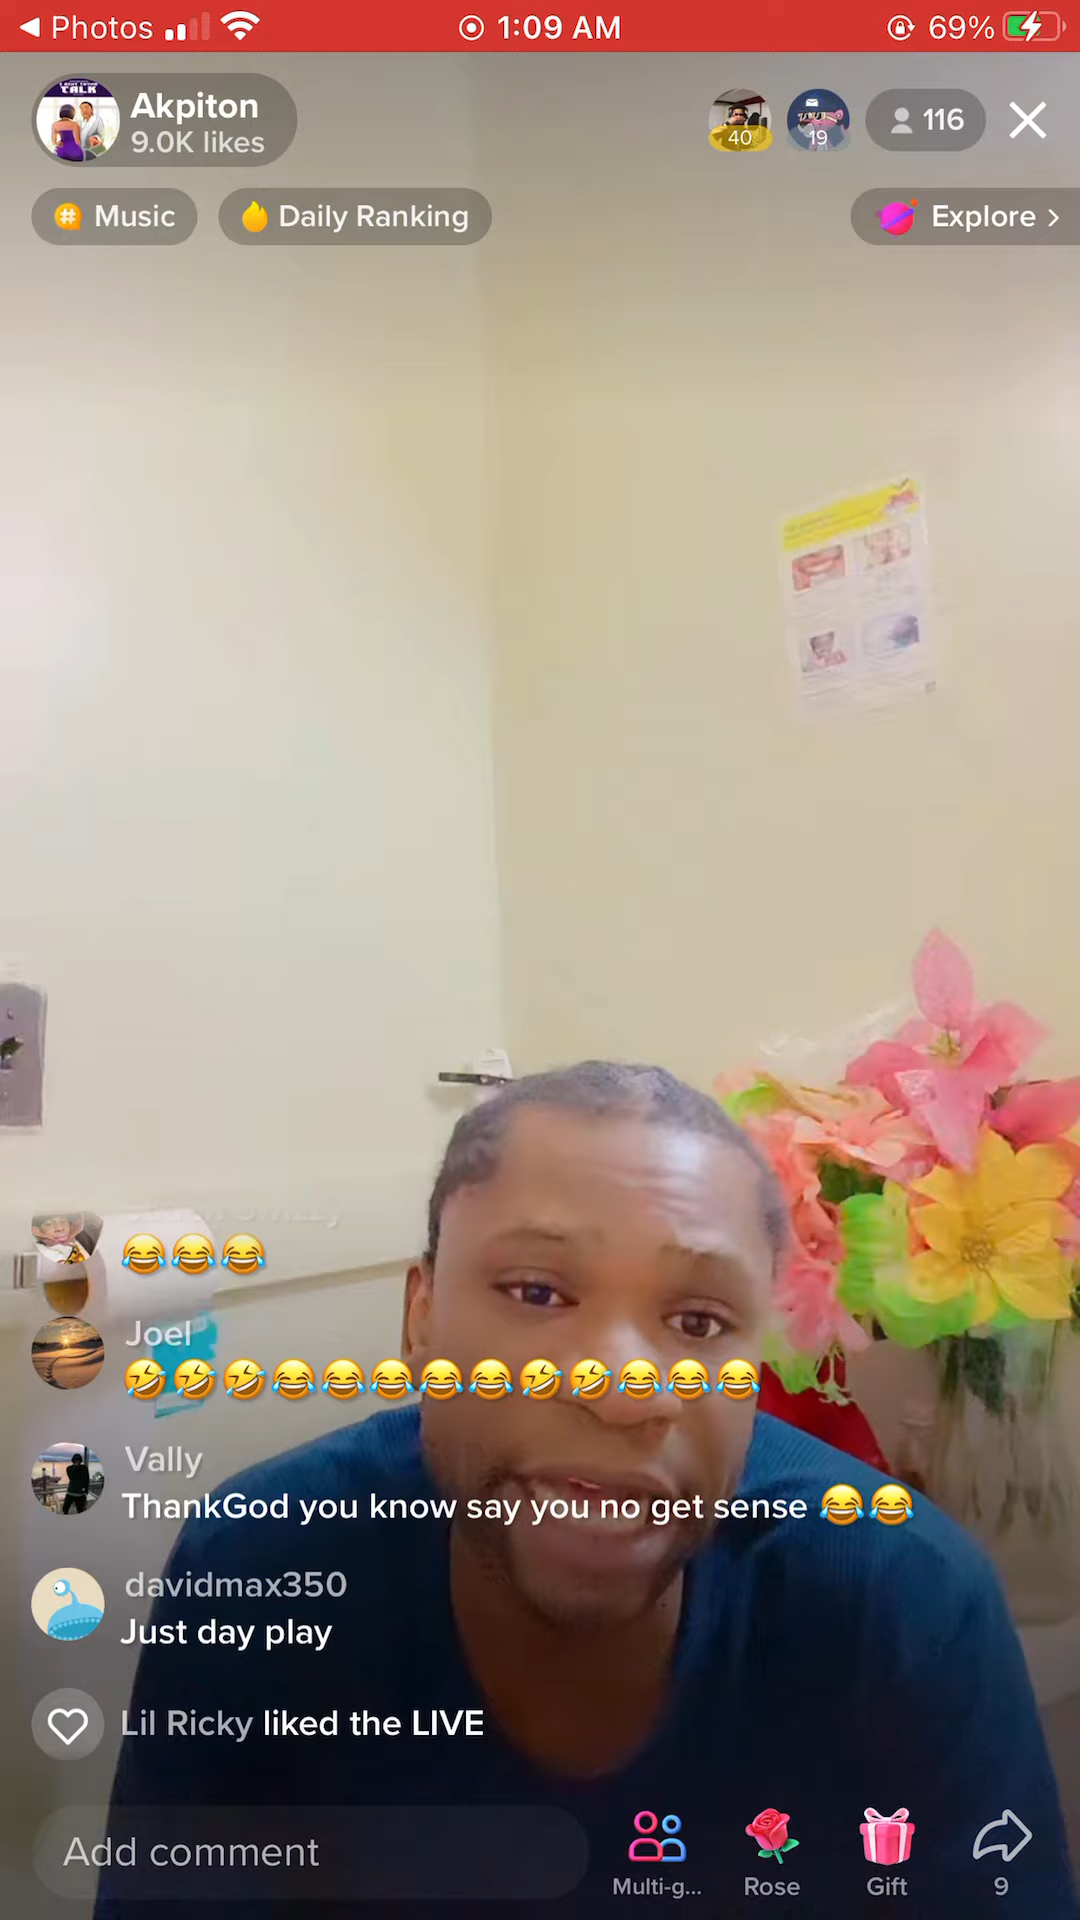 Photos
1:09 AM
69%
TALK
Akpiton
9.0K likes
40
19
116
Music
Daily Ranking
Explore >
😂😂😂
Joel
🤣🤣🤣😂😂😂😂😂🤣🤣😂😂😂
Vally
ThankGod you know say you no get sense 😂😂
davidmax350
Just day play
Lil Ricky liked the LIVE
Add comment
Multi-g...
Rose
Gift
9